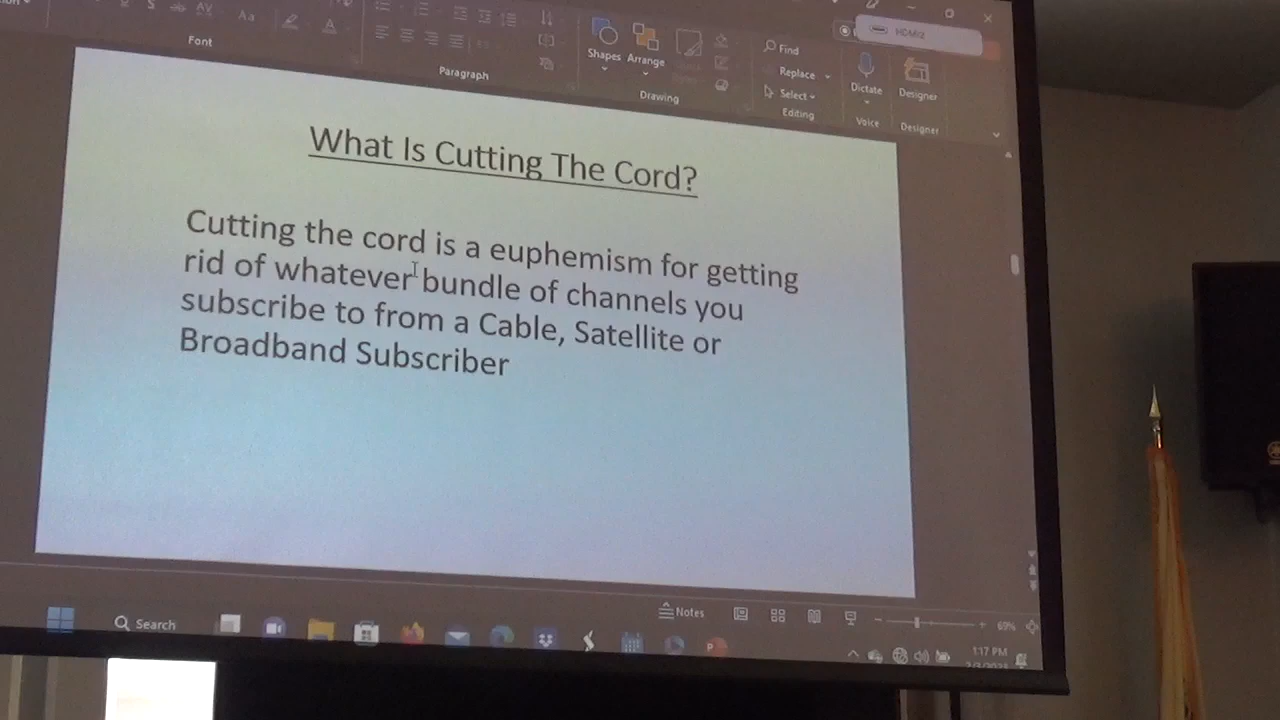 Font
Paragraph
Shapes Arrange
Drawing
Find
Replace
Select
Editing
Dictate
Voice
Designer
Designer
HDMI2
What Is Cutting The Cord?
Cutting the cord is a euphemism for getting
rid of whatever bundle of channels you
subscribe to from a Cable, Satellite or
Broadband Subscriber
Notes
69%
Search
1:17 PM